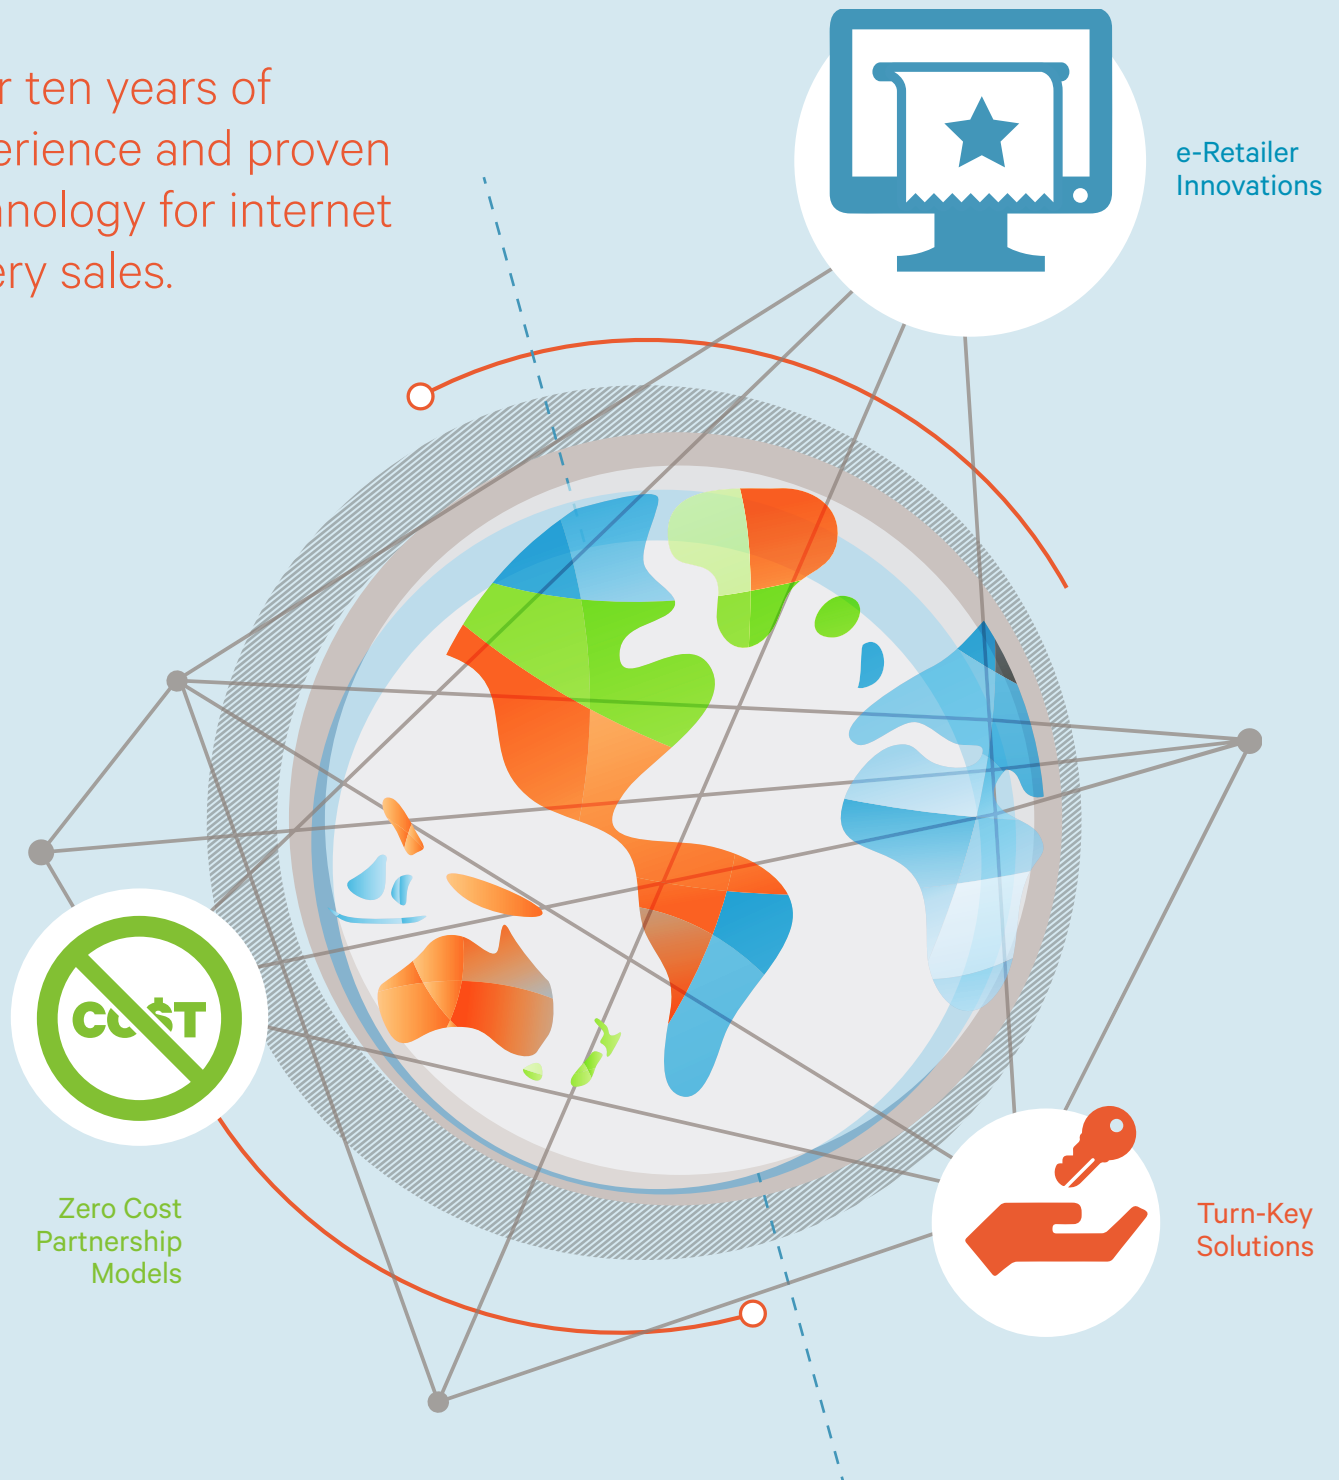 r ten years of
erience and proven
nology for internet
ery sales.
e-Retailer
Innovations
CO$T
Zero Cost
Partnership
Models
Turn-Key
Solutions